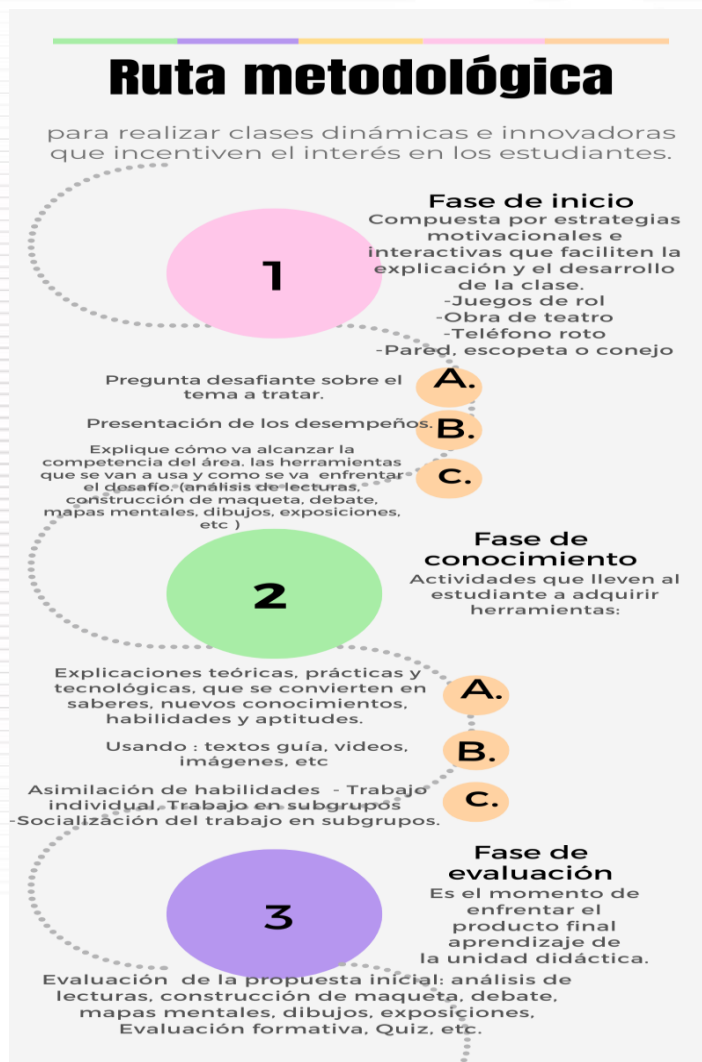 Ruta metodológica
para realizar clases dinámicas e innovadoras
que incentiven el interés en los estudiantes.
1
Fase de inicio
Compuesta por estrategias
motivacionales e
interactivas que faciliten la
explicación y el desarrollo
de la clase.
-Juegos de rol
-Obra de teatro
-Teléfono roto
-Pared, escopeta o conejo
A.
Pregunta desafiante sobre el
tema a tratar.
B.
Presentación de los desempeños.
C.
Explique cómo va alcanzar la
competencia del área. las herramientas
que se van a usa y como se va enfrentar
el desafío. (análisis de lecturas,
construcción de maqueta, debate,
mapas mentales, dibujos, exposiciones,
etc )
2
Fase de
conocimiento
Actividades que lleven al
estudiante a adquirir
herramientas:
A.
Explicaciones teóricas, prácticas y
tecnológicas, que se convierten en
saberes, nuevos conocimientos,
habilidades y aptitudes.
B.
Usando : textos guía, videos,
imágenes, etc
C.
Asimilación de habilidades - Trabajo
individual, Trabajo en subgrupos
-Socialización del trabajo en subgrupos.
3
Fase de
evaluación
Es el momento de
enfrentar el
producto final
aprendizaje de
la unidad didáctica.
Evaluación de la propuesta inicial: análisis de
lecturas, construcción de maqueta, debate,
mapas mentales, dibujos, exposiciones,
Evaluación formativa, Quiz, etc.